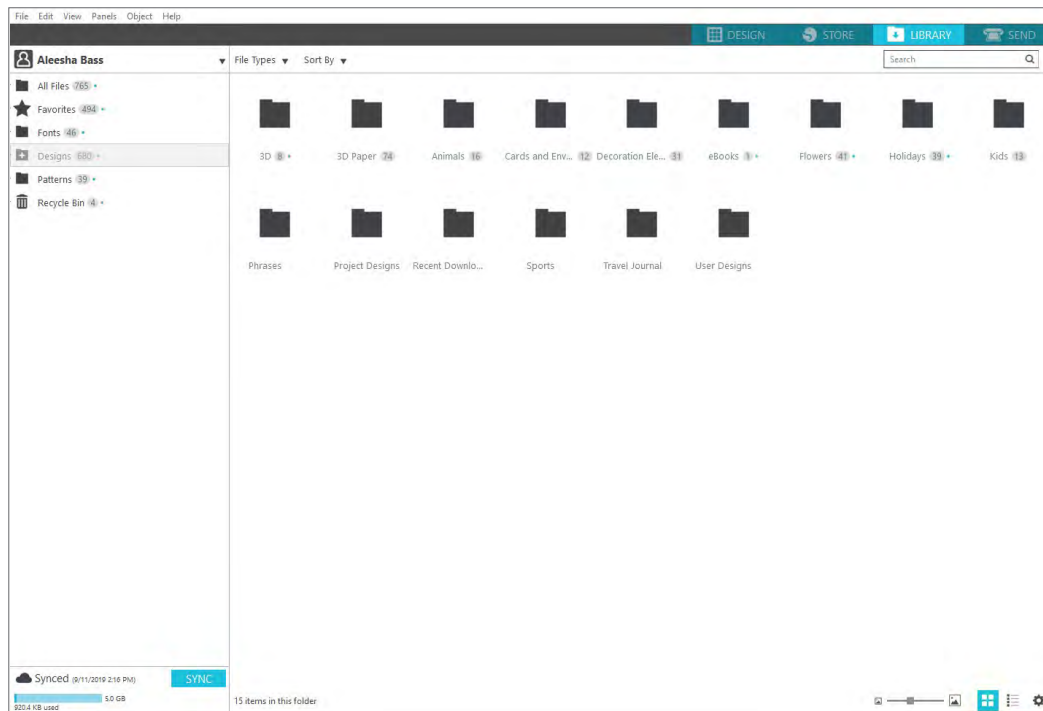 File Edit View Panels Object Help
DESIGN STORE LIBRARY SEND
Aleesha Bass
File Types Sort By
Search
All Files 765
Favorites 494
Fonts 46
Designs 680
Patterns 39
Recycle Bin 4
3D 8 3D Paper 74 Animals 16 Cards and Env... 12 Decoration Ele... 31 eBooks 1 Flowers 41 Holidays 39 Kids 13
Phrases Project Designs Recent Downlo... Sports Travel Journal User Designs
Synced (9/11/2019 2:16 PM) SYNC
5.0 GB
920.4 KB used
15 items in this folder